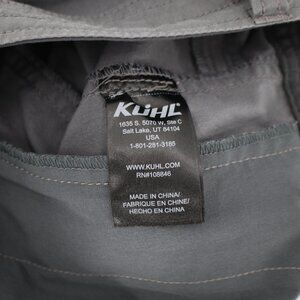 KÜHL
1635 S. 5070 W, Ste C
Salt Lake, UT 84104
USA
1-801-281-3185
WWW.KUHL.COM
RN#108846
MADE IN CHINA/
FABRIQUE EN CHINE/
HECHO EN CHINA